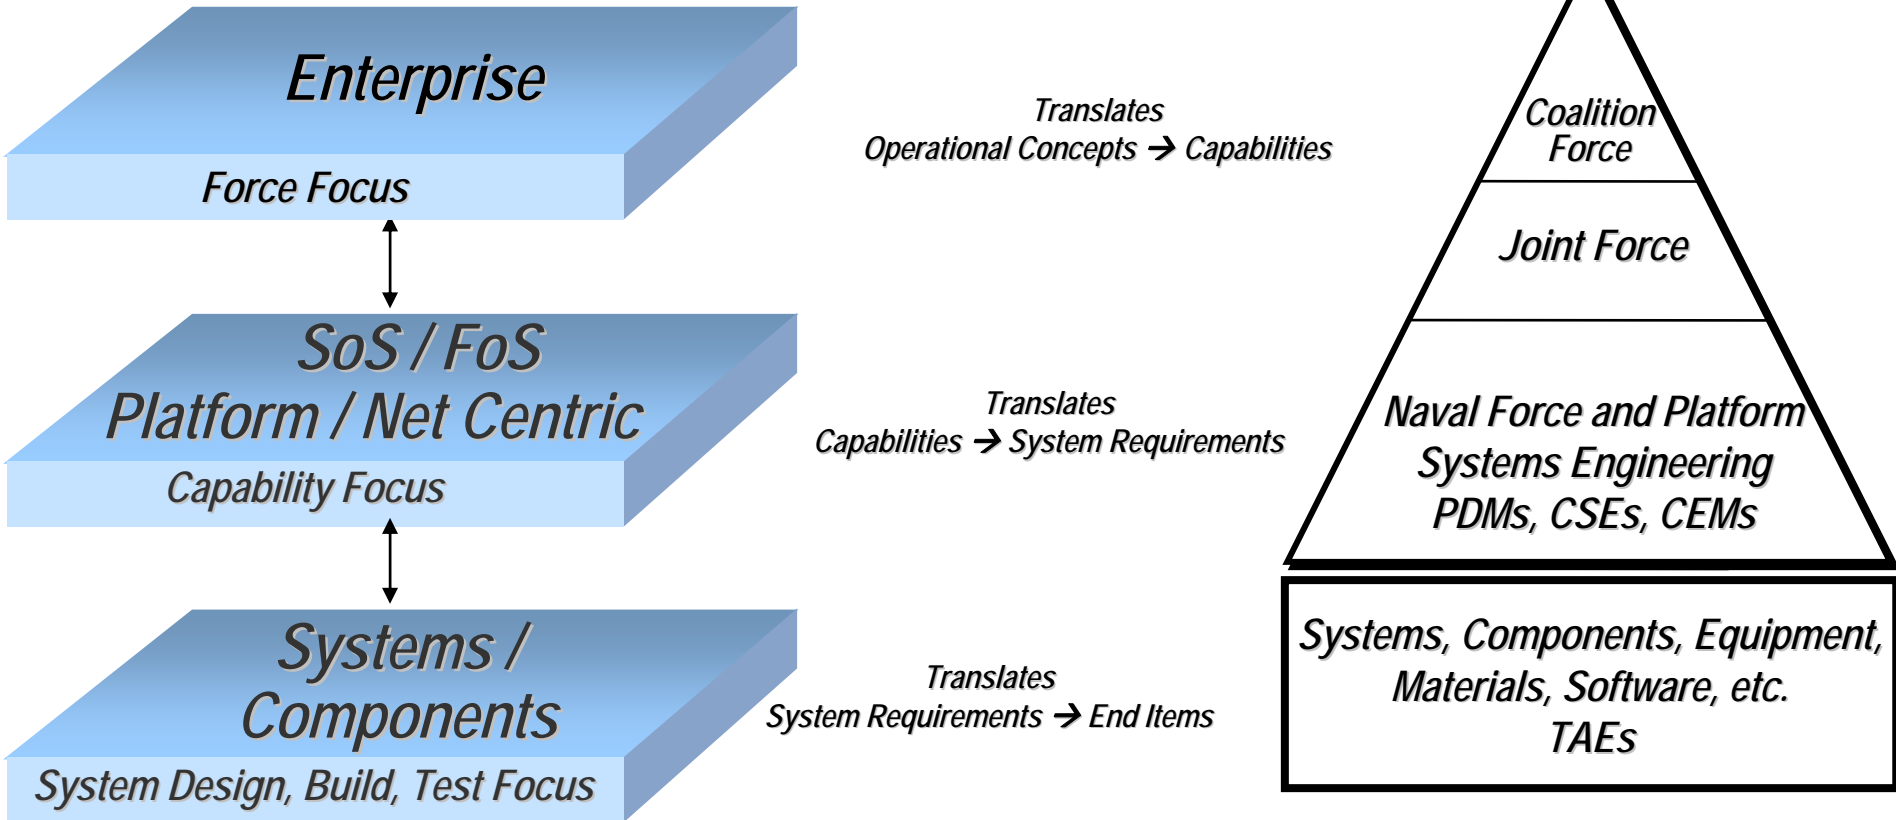 Enterprise
Force Focus
Translates
Operational Concepts → Capabilities
Coalition
Force
Joint Force
SoS / FoS
Platform / Net Centric
Capability Focus
Translates
Capabilities → System Requirements
Naval Force and Platform
Systems Engineering
PDMs, CSEs, CEMs
Systems /
Components
System Design, Build, Test Focus
Translates
System Requirements → End Items
Systems, Components, Equipment,
Materials, Software, etc.
TAEs